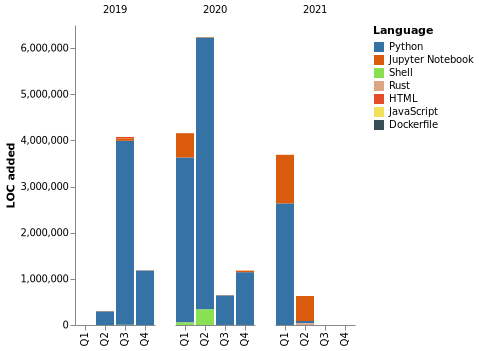 2019 2020 2021
Language
Python
Jupyter Notebook
Shell
Rust
HTML
JavaScript
Dockerfile
LOC added
6,000,000
5,000,000
4,000,000
3,000,000
2,000,000
1,000,000
0
Q1 Q2 Q3 Q4 Q1 Q2 Q3 Q4 Q1 Q2 Q3 Q4